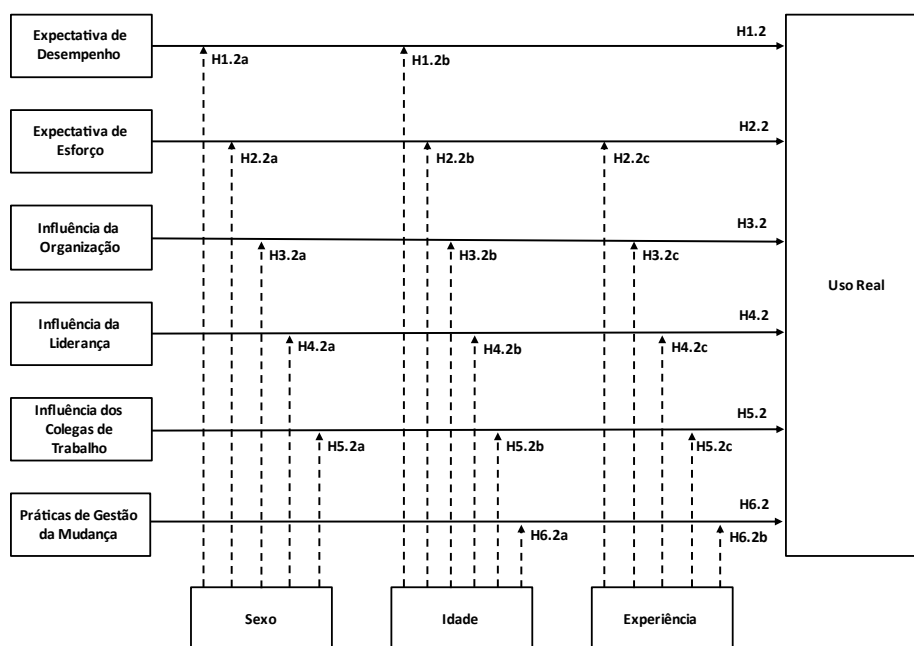 Expectativa de
Desempenho
H1.2
H1.2a
H1.2b
Expectativa de
Esforço
H2.2
H2.2a
H2.2b
H2.2c
Influência da
Organização
H3.2
H3.2a
H3.2b
H3.2c
Uso Real
Influência da
Liderança
H4.2
H4.2a
H4.2b
H4.2c
Influência dos
Colegas de
Trabalho
H5.2
H5.2a
H5.2b
H5.2c
Práticas de Gestão
da Mudança
H6.2
H6.2a
H6.2b
Sexo
Idade
Experiência